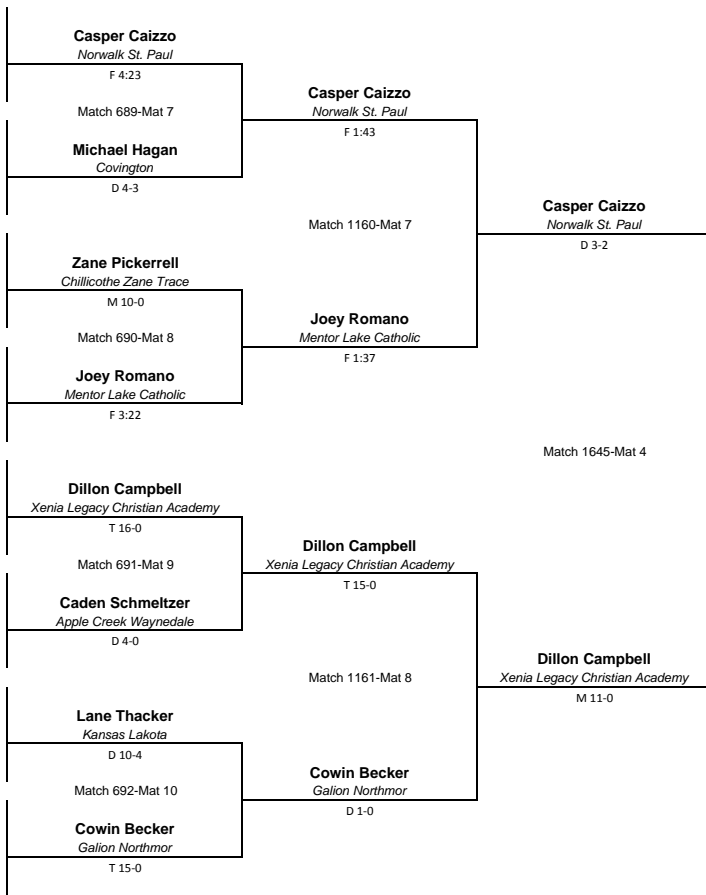 Casper Caizzo
Norwalk St. Paul
F 4:23
Match 689-Mat 7
Michael Hagan
Covington
D 4-3
Casper Caizzo
Norwalk St. Paul
F 1:43
Match 1160-Mat 7
Zane Pickerrell
Chillicothe Zane Trace
M 10-0
Match 690-Mat 8
Joey Romano
Mentor Lake Catholic
F 3:22
Joey Romano
Mentor Lake Catholic
F 1:37
Casper Caizzo
Norwalk St. Paul
D 3-2
Match 1645-Mat 4
Dillon Campbell
Xenia Legacy Christian Academy
T 16-0
Match 691-Mat 9
Caden Schmeltzer
Apple Creek Waynedale
D 4-0
Dillon Campbell
Xenia Legacy Christian Academy
T 15-0
Match 1161-Mat 8
Lane Thacker
Kansas Lakota
D 10-4
Match 692-Mat 10
Cowin Becker
Galion Northmor
T 15-0
Cowin Becker
Galion Northmor
D 1-0
Dillon Campbell
Xenia Legacy Christian Academy
M 11-0